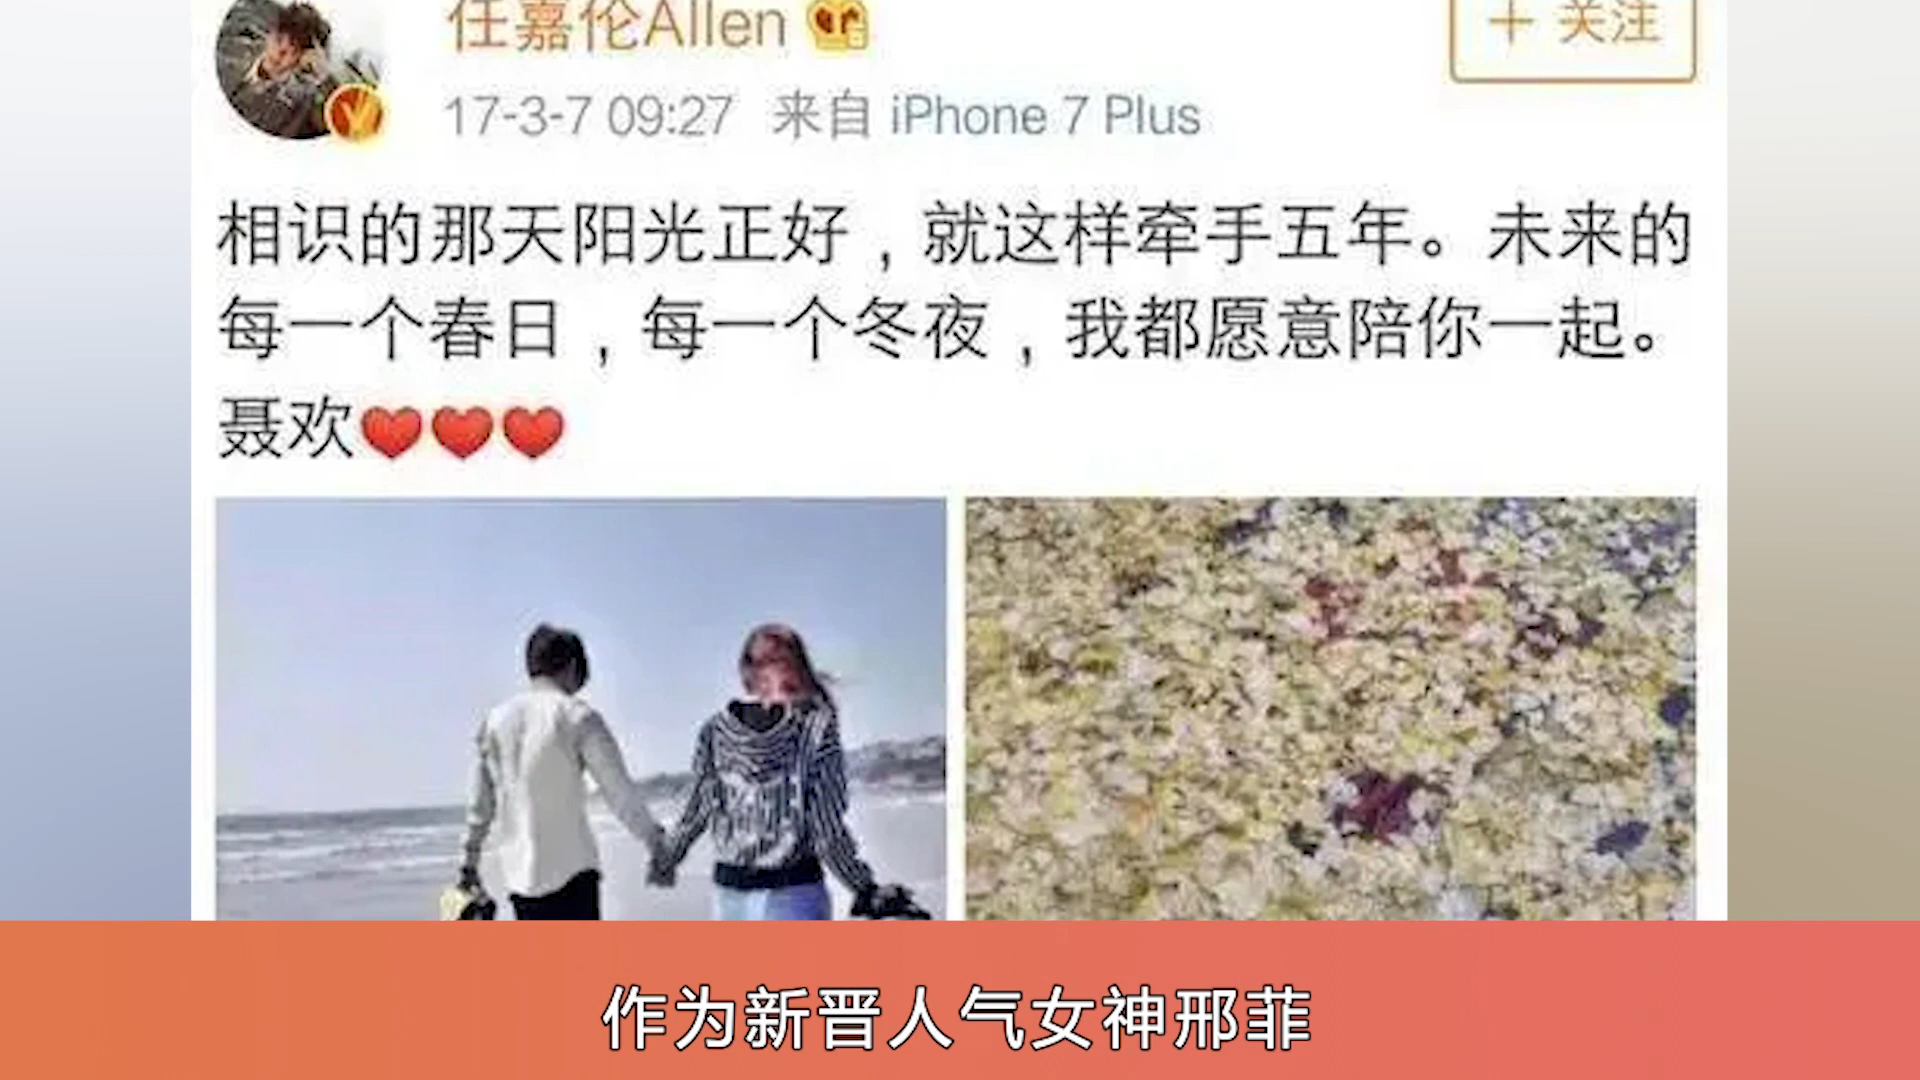 任嘉伦Allen
+ 关注
17-3-7 09:27 来自 iPhone 7 Plus
相识的那天阳光正好，就这样牵手五年。未来的
每一个春日，每一个冬夜，我都愿意陪你一起。
聂欢❤❤❤
作为新晋人气女神邢菲